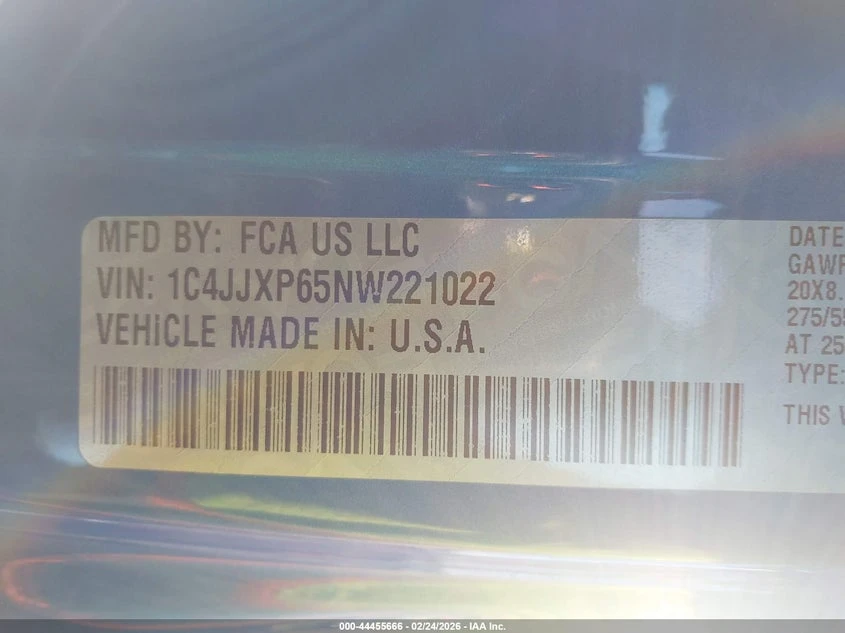 MFD BY: FCA US LLC
VIN: 1C4JJXP65NW221022
VEHICLE MADE IN: U.S.A.
DATE
GAWR
20X8.
275/55
AT 25
TYPE:
THIS V
000-44455666 - 02/24/2026 - IAA Inc.